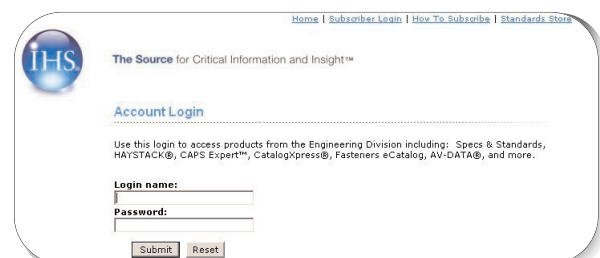 Home | Subscriber Login | How To Subscribe | Standards Store
IHS
The Source for Critical Information and Insight™
Account Login
Use this login to access products from the Engineering Division including: Specs & Standards,
HAYSTACK®, CAPS Expert™, CatalogXpress®, Fasteners eCatalog, AV-DATA®, and more.
Login name:
Password:
Submit Reset